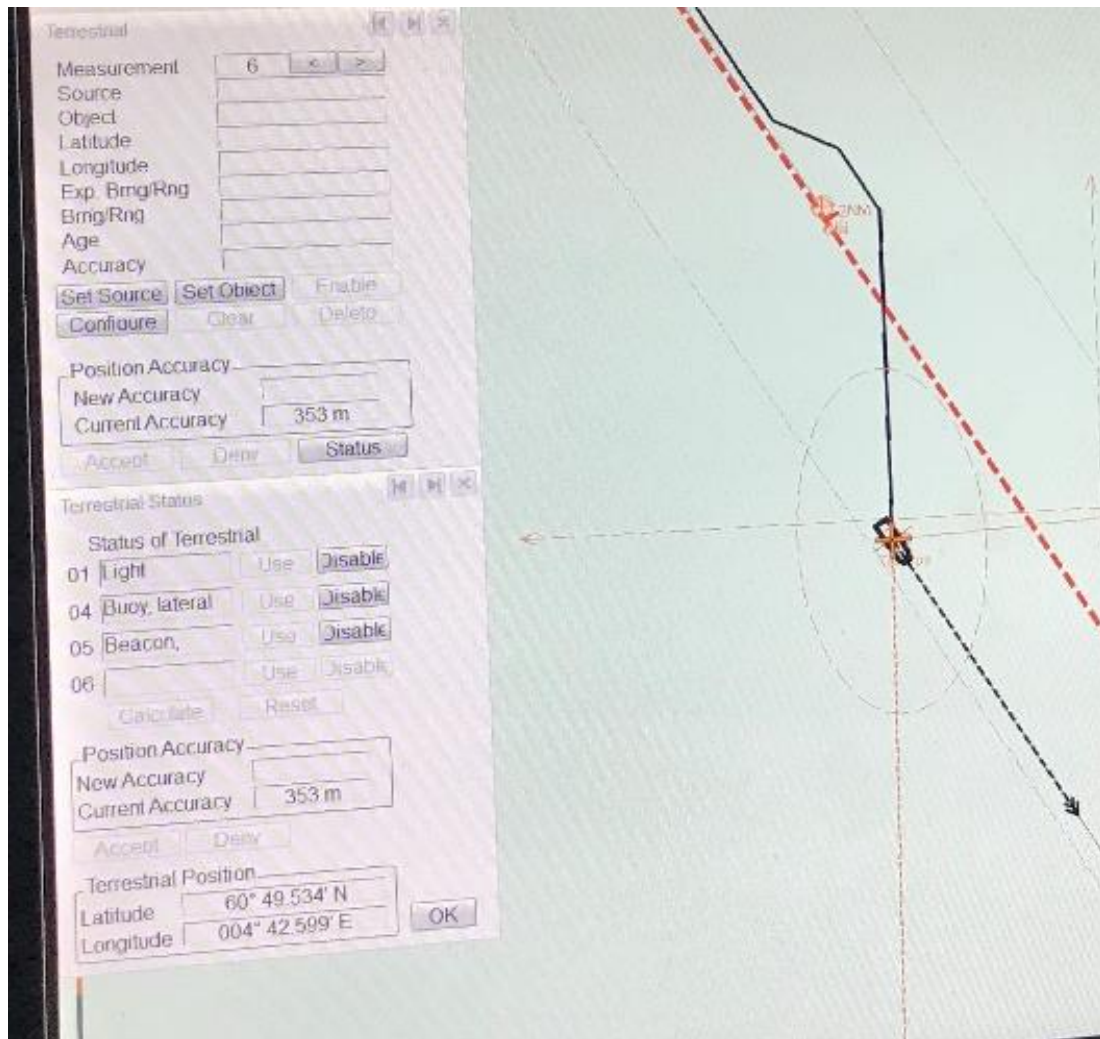 Terrestrial
Measurement 6 < >
Source
Object
Latitude
Longitude
Exp. Brng/Rng
Brng/Rng
Age
Accuracy
Set Source Set Object Enable
Configure Clear Delete
Position Accuracy
New Accuracy
Current Accuracy 353 m
Accept Deny Status
Terrestrial Status
Status of Terrestrial
01 Light Use Disable
04 Buoy, lateral Use Disable
05 Beacon, Use Disable
06 Use Disable
Calculate Reset
Position Accuracy
New Accuracy
Current Accuracy 353 m
Accept Deny
Terrestrial Position
Latitude 60° 49.534' N
Longitude 004° 42.599' E
OK
2NM